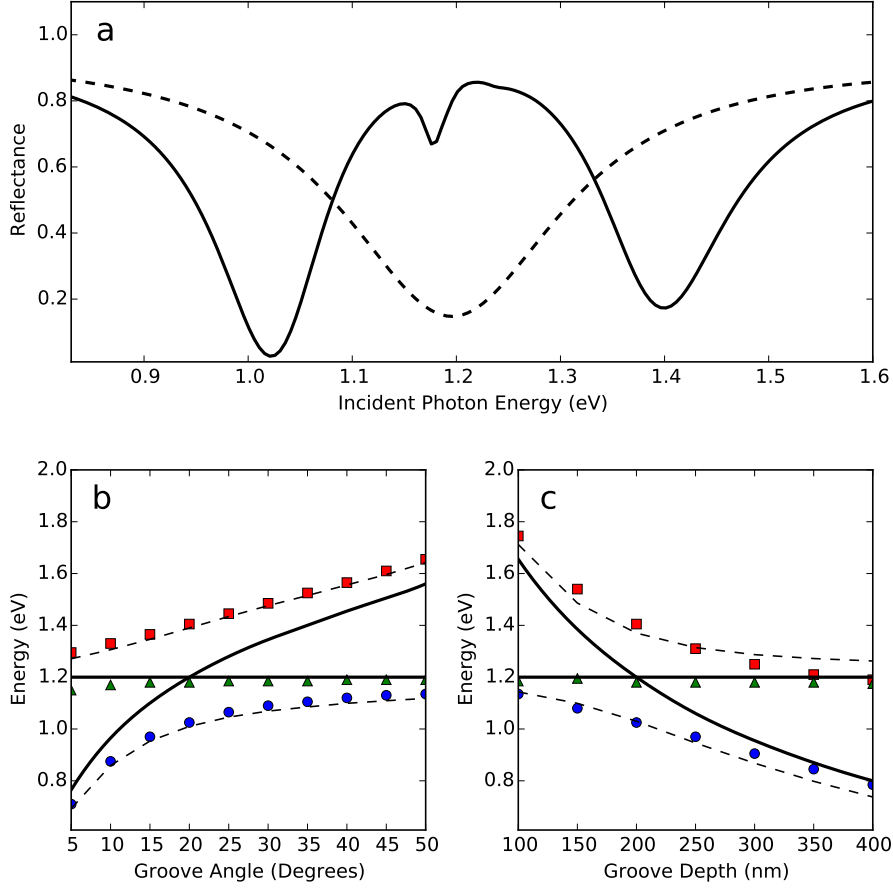 a
1.0
0.8
0.6
0.4
0.2
Reflectance
0.9 1.0 1.1 1.2 1.3 1.4 1.5 1.6
Incident Photon Energy (eV)
b
2.0
1.8
1.6
1.4
1.2
1.0
0.8
Energy (eV)
5 10 15 20 25 30 35 40 45 50
Groove Angle (Degrees)
c
2.0
1.8
1.6
1.4
1.2
1.0
0.8
Energy (eV)
100 150 200 250 300 350 400
Groove Depth (nm)